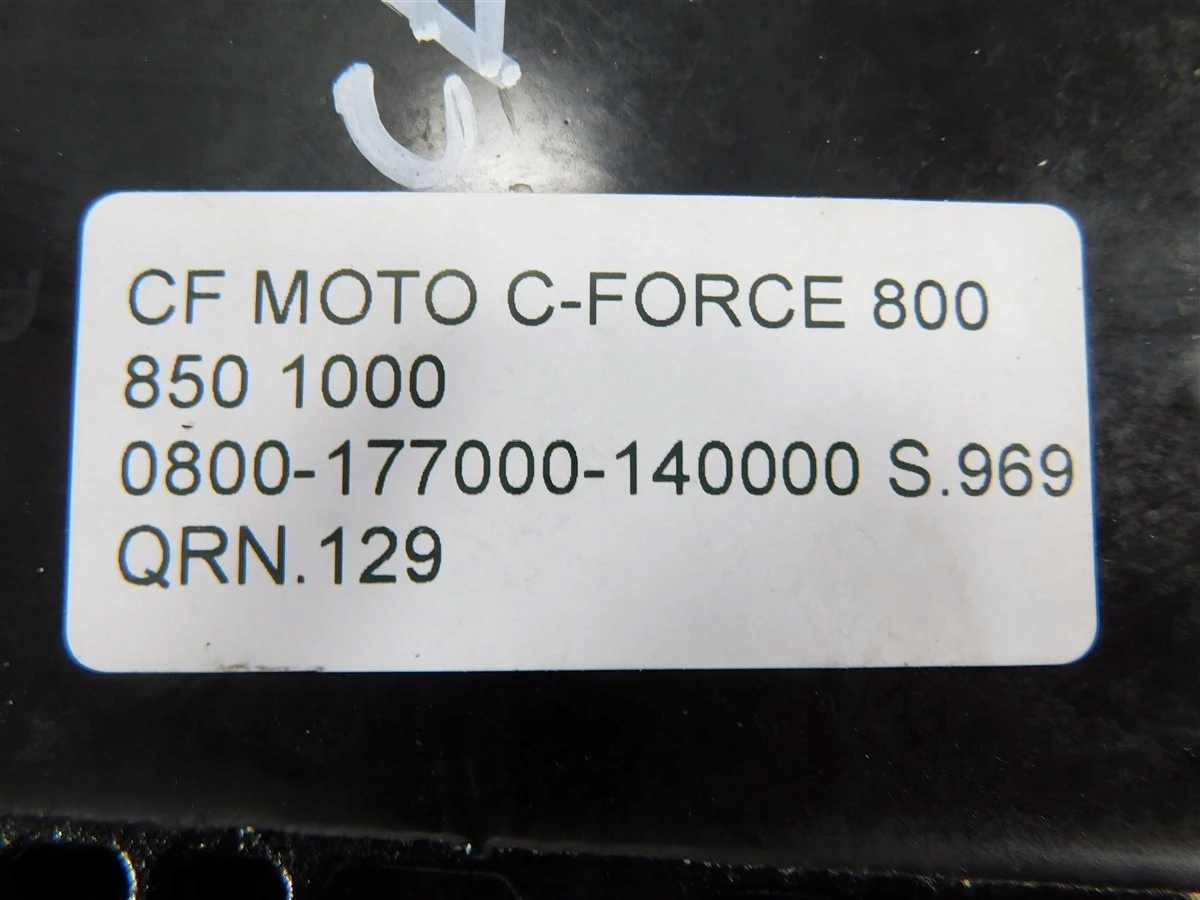 CF MOTO C-FORCE 800
850 1000
0800-177000-140000 S.969
QRN.129